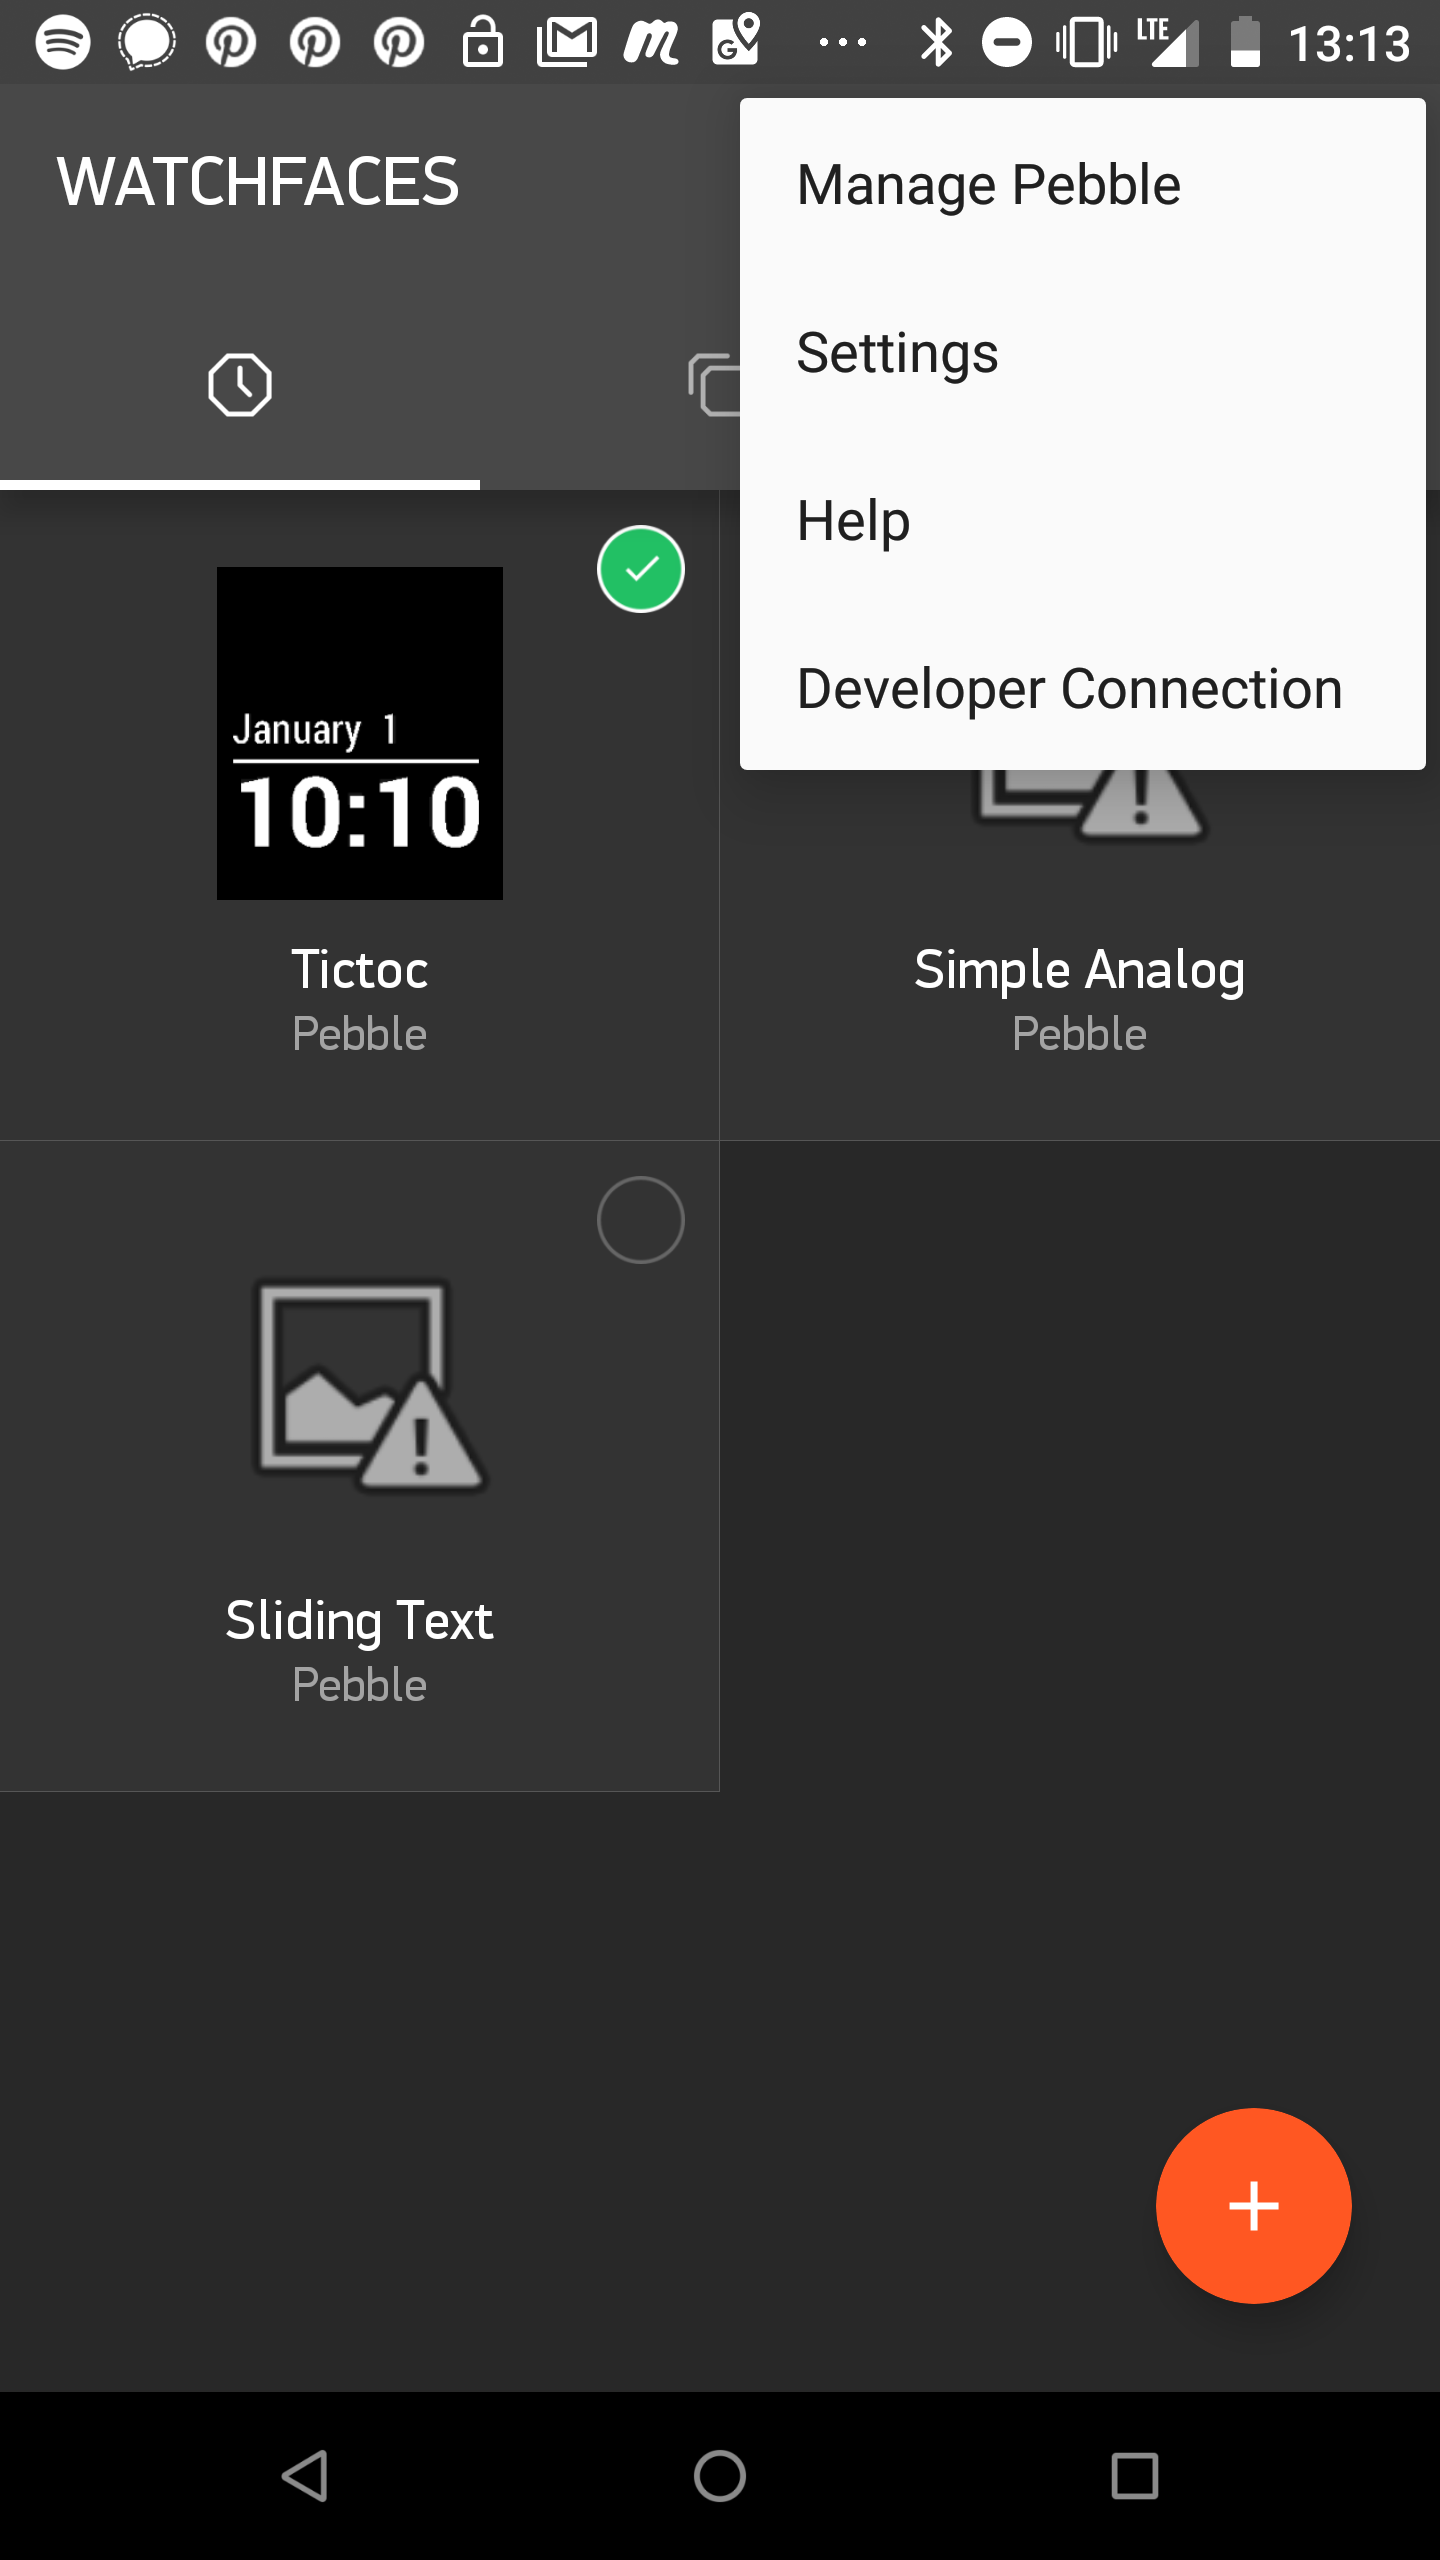 LTE 13:13
WATCHFACES
Manage Pebble
Settings
Help
Developer Connection
January 1
10:10
Tictoc
Pebble
Simple Analog
Pebble
Sliding Text
Pebble